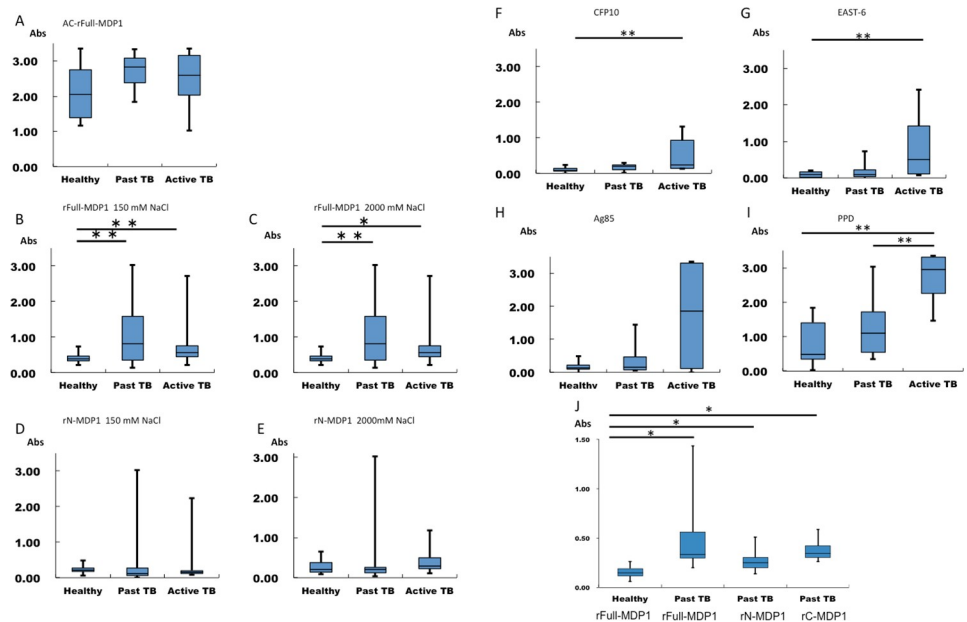 A
AC-rFull-MDP1
Abs
3.00
2.00
1.00
0.00
Healthy Past TB Active TB
B
rFull-MDP1 150 mM NaCl
Abs
* *
* *
3.00
2.00
1.00
0.00
Healthy Past TB Active TB
C
rFull-MDP1 2000 mM NaCl
Abs
*
* *
3.00
2.00
1.00
0.00
Healthy Past TB Active TB
D
rN-MDP1 150 mM NaCl
Abs
3.00
2.00
1.00
0.00
Healthy Past TB Active TB
E
rN-MDP1 2000mM NaCl
Abs
3.00
2.00
1.00
0.00
Healthy Past TB Active TB
F
CFP10
Abs
**
3.00
2.00
1.00
0.00
Healthy Past TB Active TB
G
EAST-6
Abs
**
3.00
2.00
1.00
0.00
Healthy Past TB Active TB
H
Ag85
Abs
3.00
2.00
1.00
0.00
Healthy Past TB Active TB
I
PPD
Abs
**
**
3.00
2.00
1.00
0.00
Healthy Past TB Active TB
J
Abs
*
*
*
1.50
1.00
0.50
0.00
Healthy Past TB Past TB Past TB
rFull-MDP1 rFull-MDP1 rN-MDP1 rC-MDP1